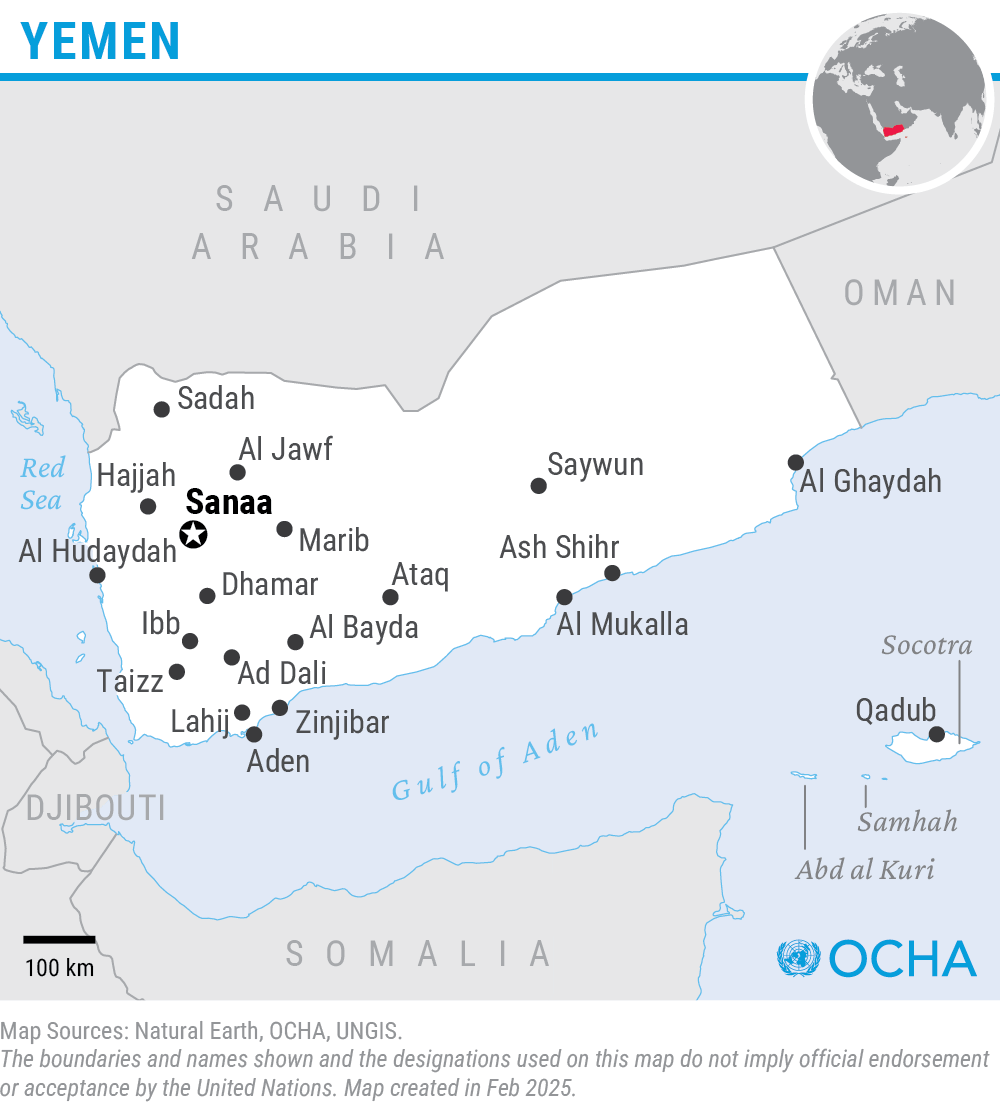 YEMEN
SAUDI
ARABIA
OMAN
Sadah
Al Jawf
Red
Sea
Hajjah
Sanaa
Saywun
Al Ghaydah
Marib
Al Hudaydah
Ash Shihr
Dhamar
Ataq
Ibb
Al Bayda
Al Mukalla
Socotra
Taizz
Ad Dali
Lahij
Zinjibar
Qadub
Aden
Gulf of Aden
DJIBOUTI
Samhah
Abd al Kuri
SOMALIA
100 km
OCHA
Map Sources: Natural Earth, OCHA, UNGIS.
The boundaries and names shown and the designations used on this map do not imply official endorsement
or acceptance by the United Nations. Map created in Feb 2025.